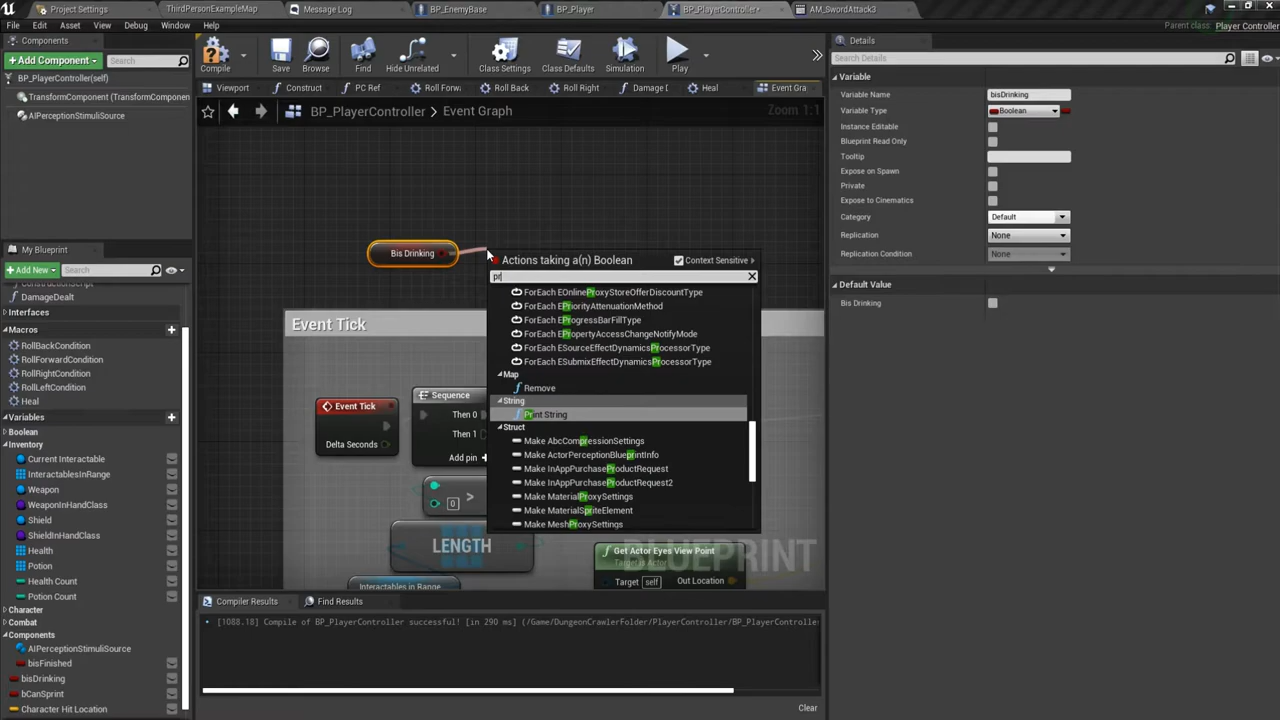 Project Settings
ThirdPersonExampleMap
Message Log
BP_EnemyBase
BP_Player
BP_PlayerController•
AM_SwordAttack3
File Edit Asset View Debug Window Help
Parent class: Player Controller
Components
+ Add Component
Search
BP_PlayerController(self)
TransformComponent (TransformComponen
AIPerceptionStimuliSource
Compile
Save
Browse
Find
Hide Unrelated
Class Settings
Class Defaults
Simulation
Play
Viewport
Construct
PC Ref
Roll Forw
Roll Back
Roll Right
Damage D
Heal
Event Gra
BP_PlayerController > Event Graph
Zoom 1:1
Bis Drinking
Actions taking a(n) Boolean
Context Sensitive
pr
ForEach EOnlineProxyStoreOfferDiscountType
ForEach EPriorityAttenuationMethod
ForEach EProgressBarFillType
ForEach EPropertyAccessChangeNotifyMode
ForEach ESourceEffectDynamicsProcessorType
ForEach ESubmixEffectDynamicsProcessorType
Map
Remove
String
Print String
Struct
Make AbcCompressionSettings
Make ActorPerceptionBlueprintInfo
Make InAppPurchaseProductRequest
Make InAppPurchaseProductRequest2
Make MaterialProxySettings
Make MaterialSpriteElement
Make MeshProxySettings
Event Tick
Event Tick
Delta Seconds
Sequence
Then 0
Then 1
Add pin +
0
>
LENGTH
Interactables in Range
Get Actor Eyes View Point
Target is Actor
Target self
Out Location
BLUEPRINT
My Blueprint
+ Add New
Search
ConstructionScript
DamageDealt
Interfaces
Macros
RollBackCondition
RollForwardCondition
RollRightCondition
RollLeftCondition
Heal
Variables
Boolean
Inventory
Current Interactable
InteractablesInRange
Weapon
WeaponInHandClass
Shield
ShieldInHandClass
Health
Potion
Health Count
Potion Count
Character
Combat
Components
AIPerceptionStimuliSource
bisFinished
bisDrinking
bCanSprint
Character Hit Location
Compiler Results
Find Results
[1088.18] Compile of BP_PlayerController successful! [in 290 ms] (/Game/DungeonCrawlerFolder/PlayerController/BP_PlayerController
Clear
Details
Search Details
Variable
Variable Name bisDrinking
Variable Type Boolean
Instance Editable
Blueprint Read Only
Tooltip
Expose on Spawn
Private
Expose to Cinematics
Category Default
Replication None
Replication Condition None
Default Value
Bis Drinking